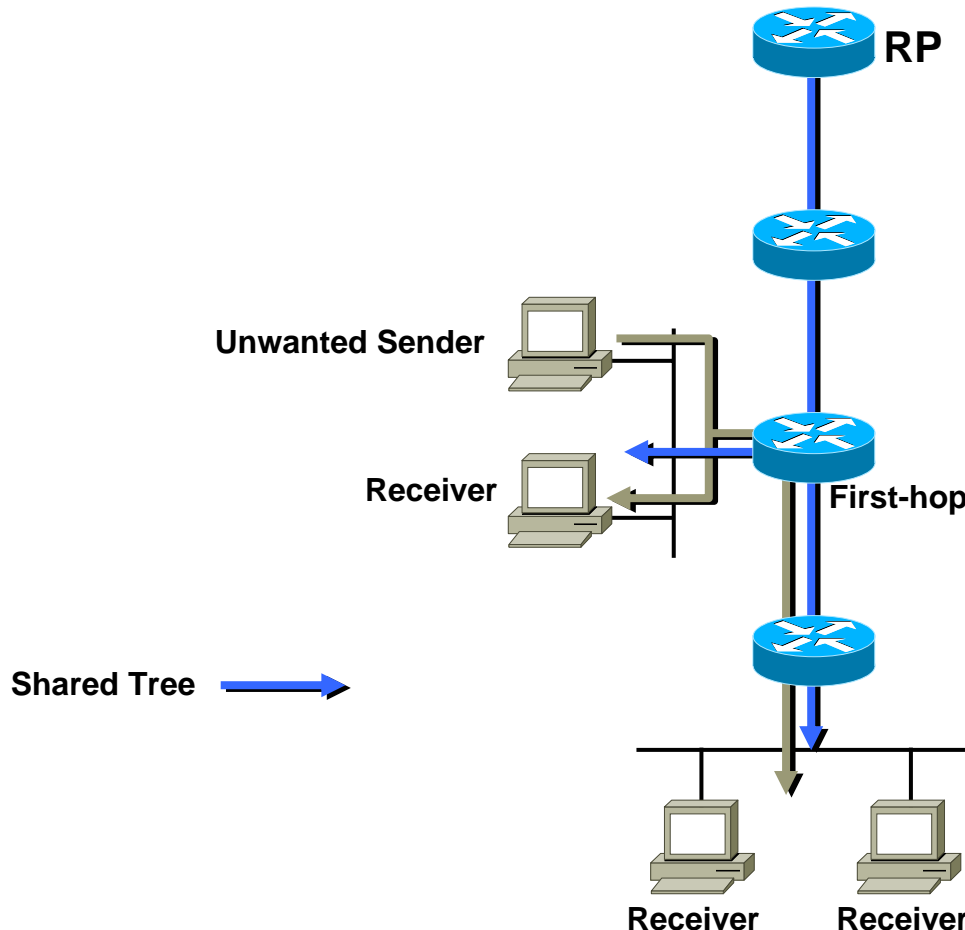 RP
Unwanted Sender
Receiver
First-hop
Shared Tree
Receiver
Receiver